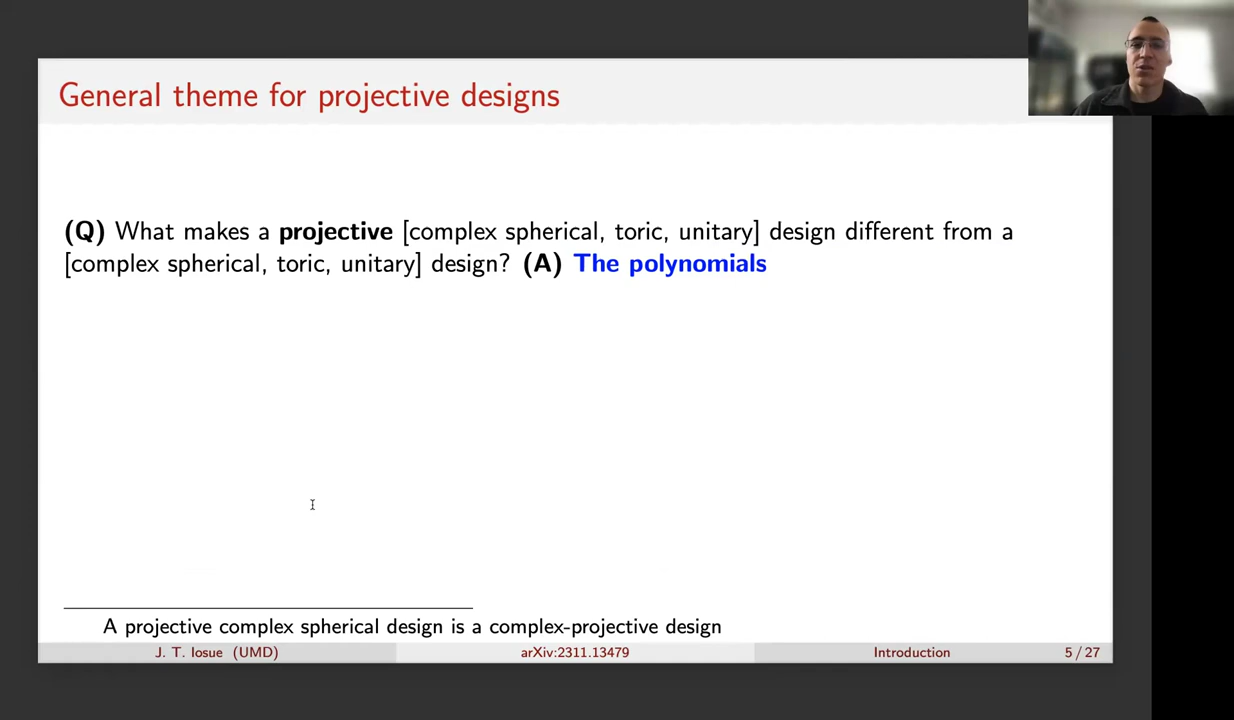 General theme for projective designs
(Q) What makes a projective [complex spherical, toric, unitary] design different from a
[complex spherical, toric, unitary] design? (A) The polynomials
A projective complex spherical design is a complex-projective design
J. T. Iosue (UMD) arXiv:2311.13479 Introduction 5 / 27